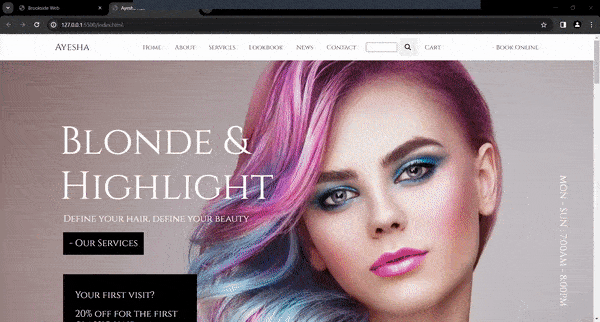 Brookside Web
Ayesha
127.0.0.1:5500/index.html
Ayesha
Home
About
Services
Lookbook
News
Contact
Cart
- Book Online
Blonde &
Highlight
Define your hair, define your beauty
- Our Services
Mon - Sun : 7:00AM - 8:00PM
Your first visit?
20% off for the first